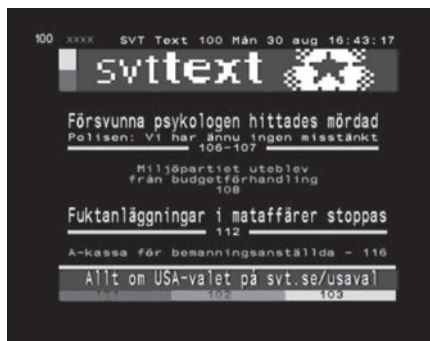 100 xxxx SVT Text 100 Mån 30 aug 16:43:17
svttext
Försvunna psykologen hittades mördad
Polisen: Vi har ännu ingen misstänkt
106-107
Miljöpartiet uteblev
från budgetförhandling
108
Fuktanläggningar i mataffärer stoppas
112
A-kassa för bemanningsanställda - 116
Allt om USA-valet på svt.se/usaval
101 102 103